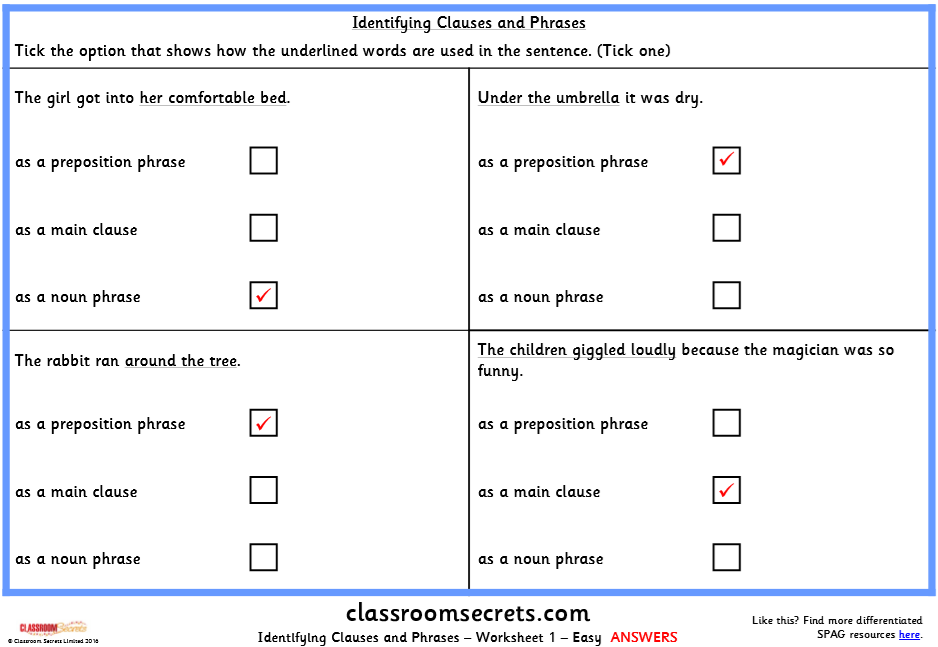 Identifying Clauses and Phrases
Tick the option that shows how the underlined words are used in the sentence. (Tick one)
The girl got into her comfortable bed.
as a preposition phrase
as a main clause
as a noun phrase ✓
Under the umbrella it was dry.
as a preposition phrase ✓
as a main clause
as a noun phrase
The rabbit ran around the tree.
as a preposition phrase ✓
as a main clause
as a noun phrase
The children giggled loudly because the magician was so
funny.
as a preposition phrase
as a main clause ✓
as a noun phrase
CLASSROOM Secrets
© Classroom Secrets Limited 2016
classroomsecrets.com
Identifying Clauses and Phrases – Worksheet 1 – Easy ANSWERS
Like this? Find more differentiated
SPAG resources here.